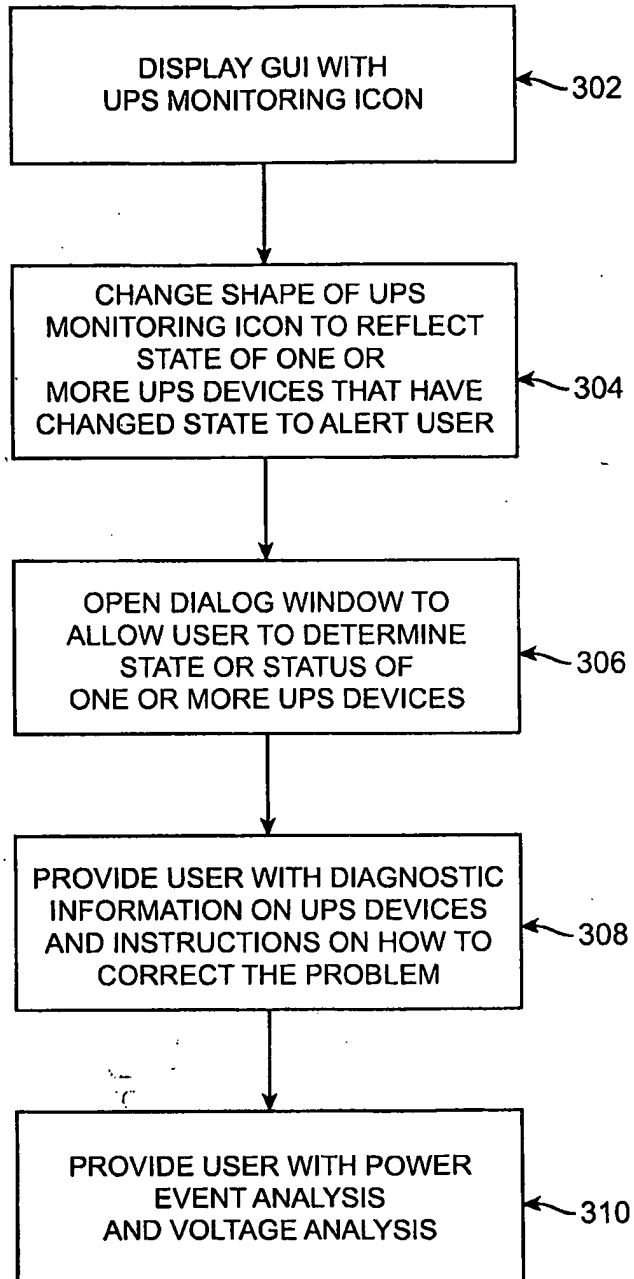 DISPLAY GUI WITH
UPS MONITORING ICON
302
CHANGE SHAPE OF UPS
MONITORING ICON TO REFLECT
STATE OF ONE OR
MORE UPS DEVICES THAT HAVE
CHANGED STATE TO ALERT USER
304
OPEN DIALOG WINDOW TO
ALLOW USER TO DETERMINE
STATE OR STATUS OF
ONE OR MORE UPS DEVICES
306
PROVIDE USER WITH DIAGNOSTIC
INFORMATION ON UPS DEVICES
AND INSTRUCTIONS ON HOW TO
CORRECT THE PROBLEM
308
PROVIDE USER WITH POWER
EVENT ANALYSIS
AND VOLTAGE ANALYSIS
310